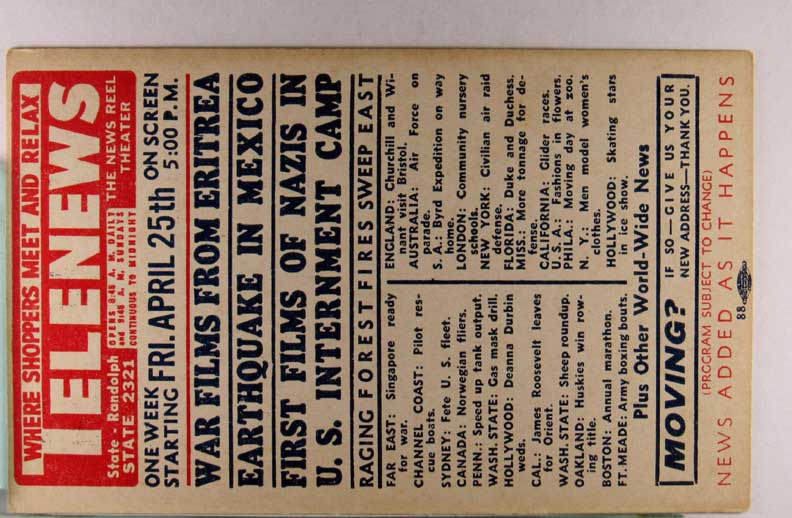 WHERE SHOPPERS MEET AND RELAX
TELENEWS
State - Randolph
STATE 2321
OPENS 8:45 A. M. DAILY
and 9:45 A. M. SUNDAYS
CONTINUOUS TO MIDNIGHT
THE NEWS REEL
THEATER
ONE WEEK
STARTING FRI. APRIL 25th ON SCREEN
5:00 P. M.
WAR FILMS FROM ERITREA
EARTHQUAKE IN MEXICO
FIRST FILMS OF NAZIS IN
U. S. INTERNMENT CAMP
RAGING FOREST FIRES SWEEP EAST
FAR EAST: Singapore ready
for war.
CHANNEL COAST: Pilot res-
cue boats.
SYDNEY: Fete U. S. fleet.
CANADA: Norwegian fliers.
PENN.: Speed up tank output.
WASH. STATE: Gas mask drill.
HOLLYWOOD: Deanna Durbin
weds.
CAL.: James Roosevelt leaves
for Orient.
WASH. STATE: Sheep roundup.
OAKLAND: Huskies win row-
ing title.
BOSTON: Annual marathon.
FT. MEADE: Army boxing bouts.
ENGLAND: Churchill and Wi-
nant visit Bristol.
AUSTRALIA: Air Force on
parade.
S. A.: Byrd Expedition on way
home.
LONDON: Community nursery
schools.
NEW YORK: Civilian air raid
defense.
FLORIDA: Duke and Duchess.
MISS.: More tonnage for de-
fense.
CALIFORNIA: Glider races.
U. S. A.: Fashions in flowers.
PHILA.: Moving day at zoo.
N. Y.: Men model women's
clothes.
HOLLYWOOD: Skating stars
in ice show.
Plus Other World-Wide News
MOVING? IF SO—GIVE US YOUR
NEW ADDRESS—THANK YOU.
(PROGRAM SUBJECT TO CHANGE)
NEWS ADDED AS IT HAPPENS
88